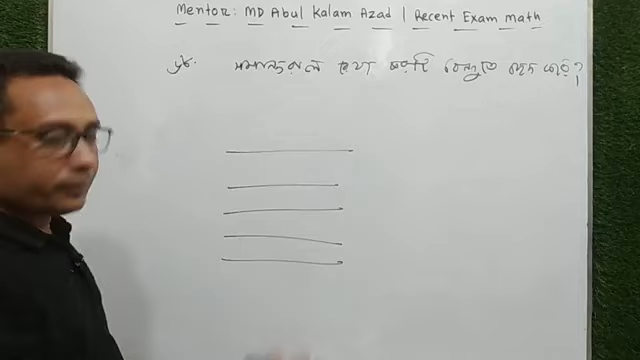 Mentor: MD Abul Kalam Azad | Recent Exam Math
সমান্তরাল রেখা কয়টি বিন্দুতে ছেদ করে?